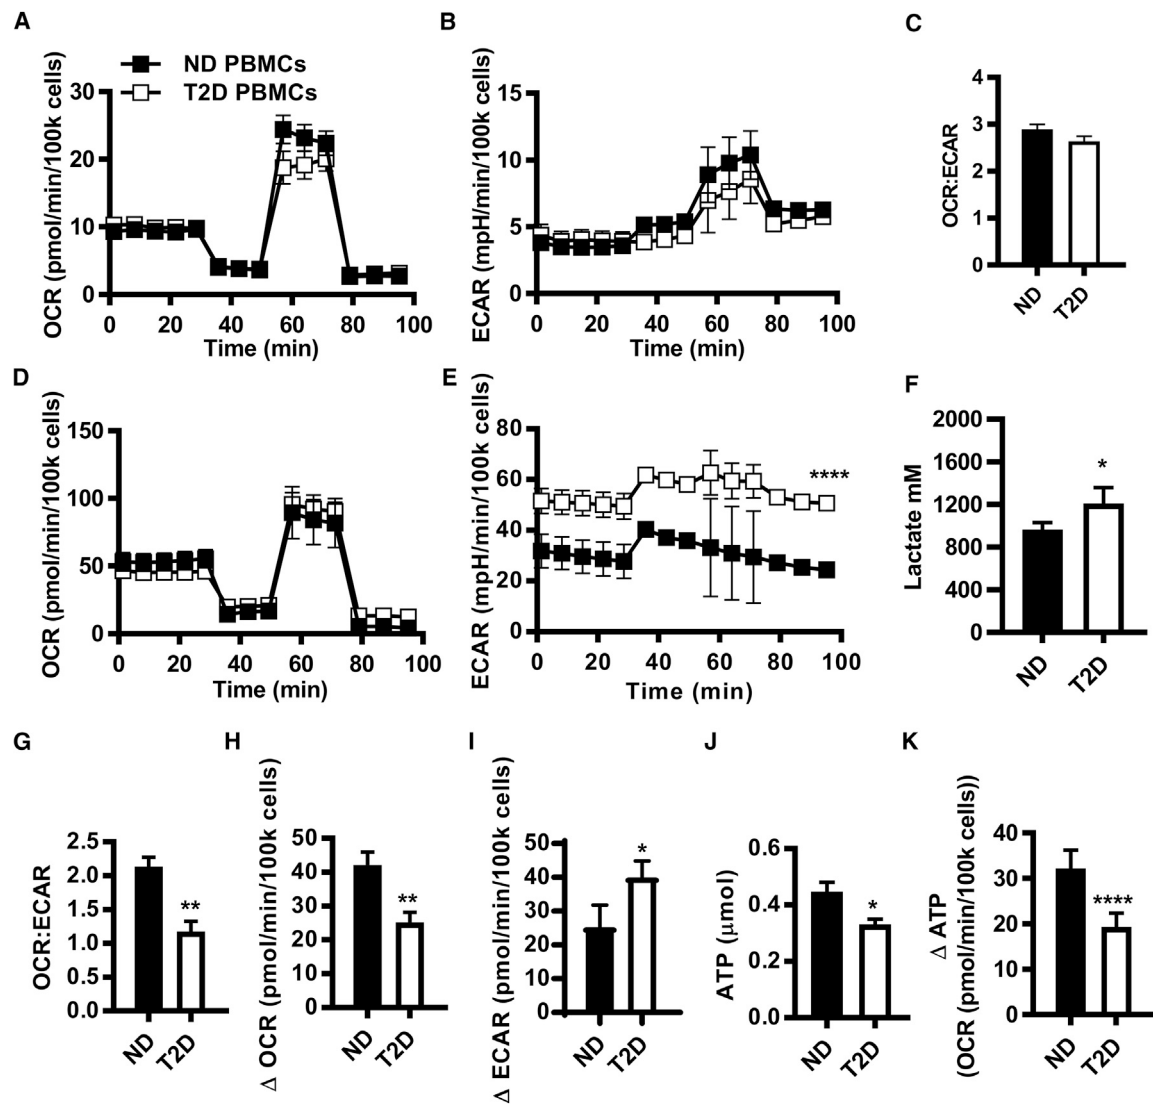 A
ND PBMCs
T2D PBMCs
OCR (pmol/min/100k cells)
30
20
10
0
0 20 40 60 80 100
Time (min)
B
ECAR (mpH/min/100k cells)
15
10
5
0
0 20 40 60 80 100
Time (min)
C
OCR:ECAR
4
3
2
1
0
ND T2D
D
OCR (pmol/min/100k cells)
150
100
50
0
0 20 40 60 80 100
Time (min)
E
ECAR (mpH/min/100k cells)
80
60
40
20
0
****
0 20 40 60 80 100
Time (min)
F
Lactate mM
2000
1600
1200
800
400
0
*
ND T2D
G
OCR:ECAR
2.5
2.0
1.5
1.0
0.5
0.0
**
ND T2D
H
Δ OCR (pmol/min/100k cells)
50
40
30
20
10
0
**
ND T2D
I
Δ ECAR (pmol/min/100k cells)
50
40
30
20
10
0
*
ND T2D
J
ATP (μmol)
0.6
0.4
0.2
0.0
*
ND T2D
K
Δ ATP
(OCR (pmol/min/100k cells))
40
30
20
10
0
****
ND T2D